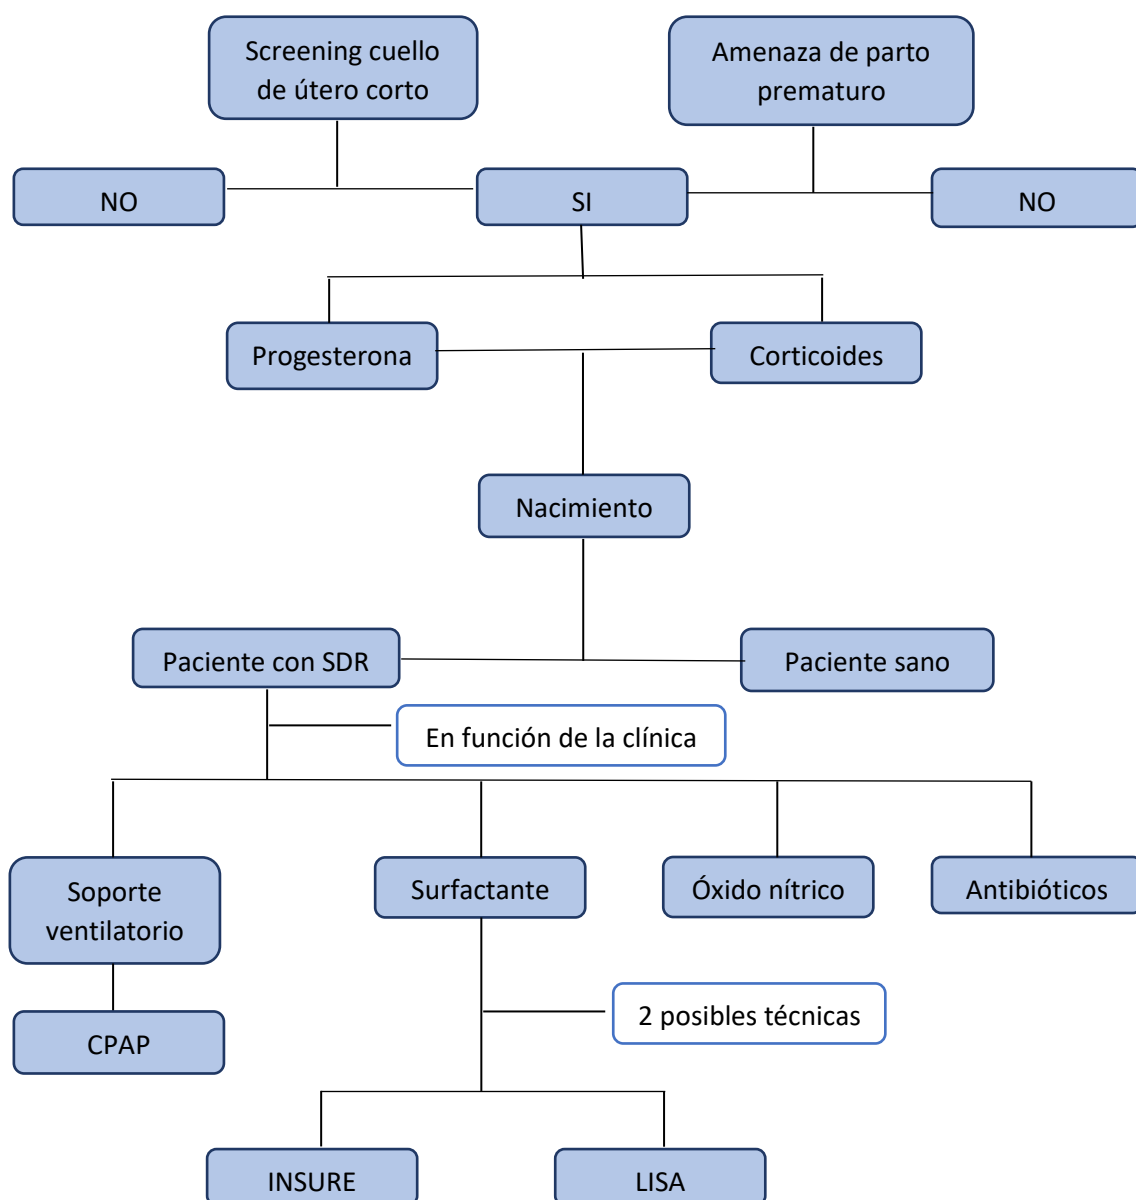 Screening cuello
de útero corto
Amenaza de parto
prematuro
NO
SI
NO
Progesterona
Corticoides
Nacimiento
Paciente con SDR
Paciente sano
En función de la clínica
Soporte
ventilatorio
Surfactante
Óxido nítrico
Antibióticos
CPAP
2 posibles técnicas
INSURE
LISA